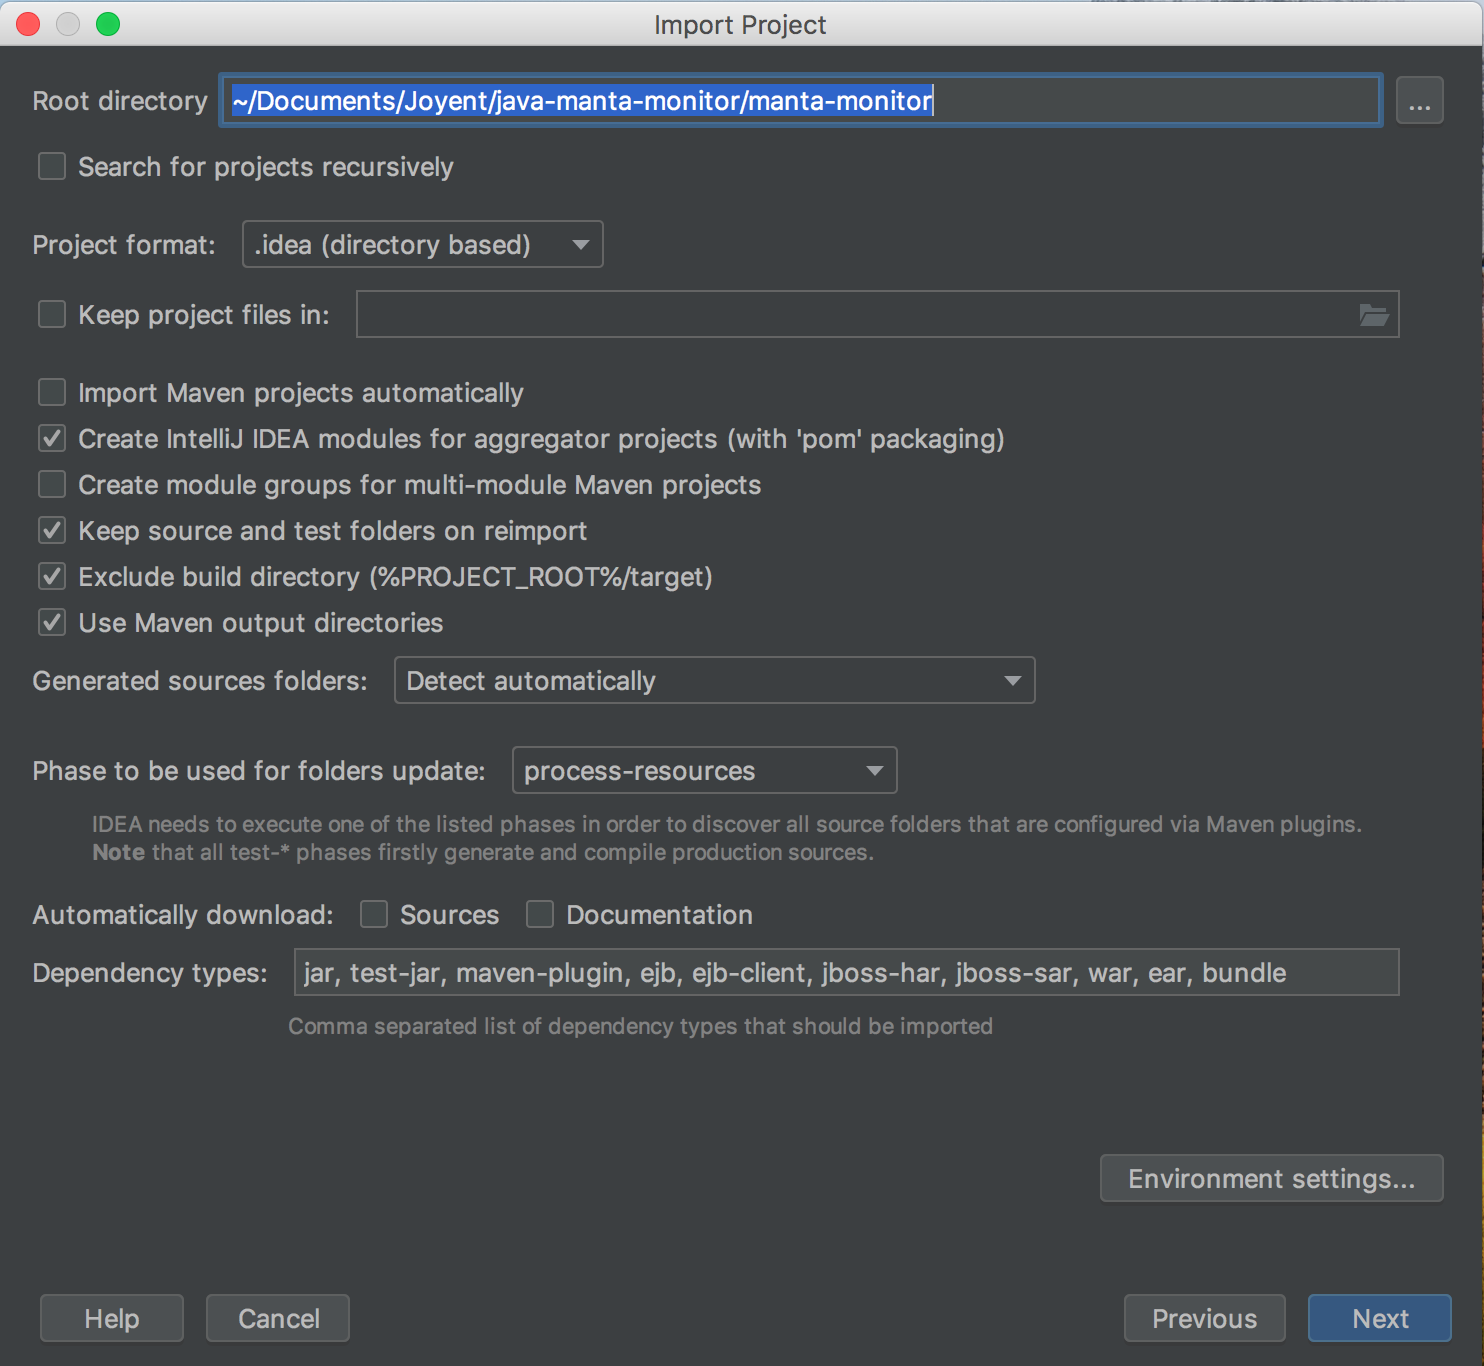 Import Project
Root directory ~/Documents/Joyent/java-manta-monitor/manta-monitor ...
Search for projects recursively
Project format: .idea (directory based)
Keep project files in:
Import Maven projects automatically
Create IntelliJ IDEA modules for aggregator projects (with 'pom' packaging)
Create module groups for multi-module Maven projects
Keep source and test folders on reimport
Exclude build directory (%PROJECT_ROOT%/target)
Use Maven output directories
Generated sources folders: Detect automatically
Phase to be used for folders update: process-resources
IDEA needs to execute one of the listed phases in order to discover all source folders that are configured via Maven plugins.
Note that all test-* phases firstly generate and compile production sources.
Automatically download: Sources Documentation
Dependency types: jar, test-jar, maven-plugin, ejb, ejb-client, jboss-har, jboss-sar, war, ear, bundle
Comma separated list of dependency types that should be imported
Environment settings...
Help Cancel Previous Next